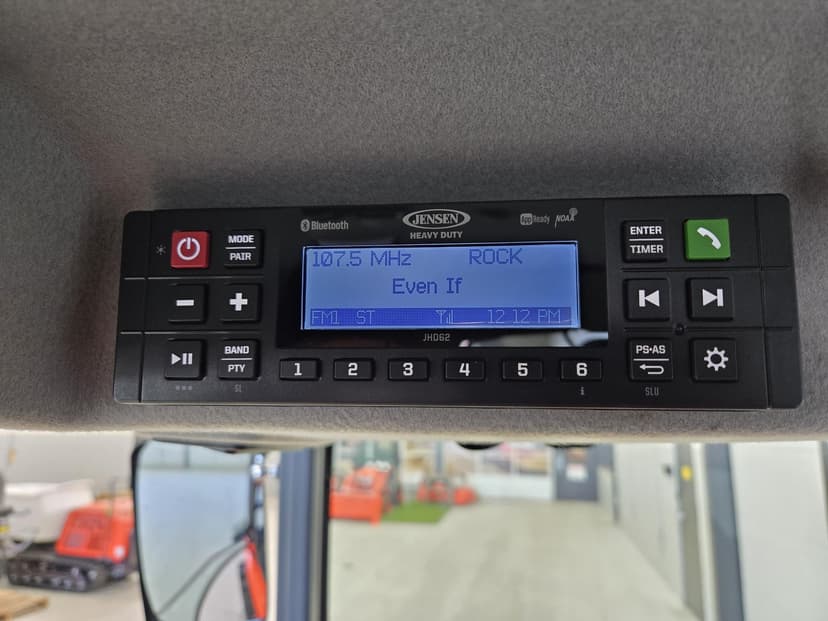 Bluetooth
JENSEN
HEAVY DUTY
App Ready
NOAA
MODE
PAIR
ENTER
TIMER
107.5 MHz ROCK
Even If
FM1 ST 12 12 PM
JHD62
BAND
PTY
1 2 3 4 5 6
PS•AS
SL
i
SLU